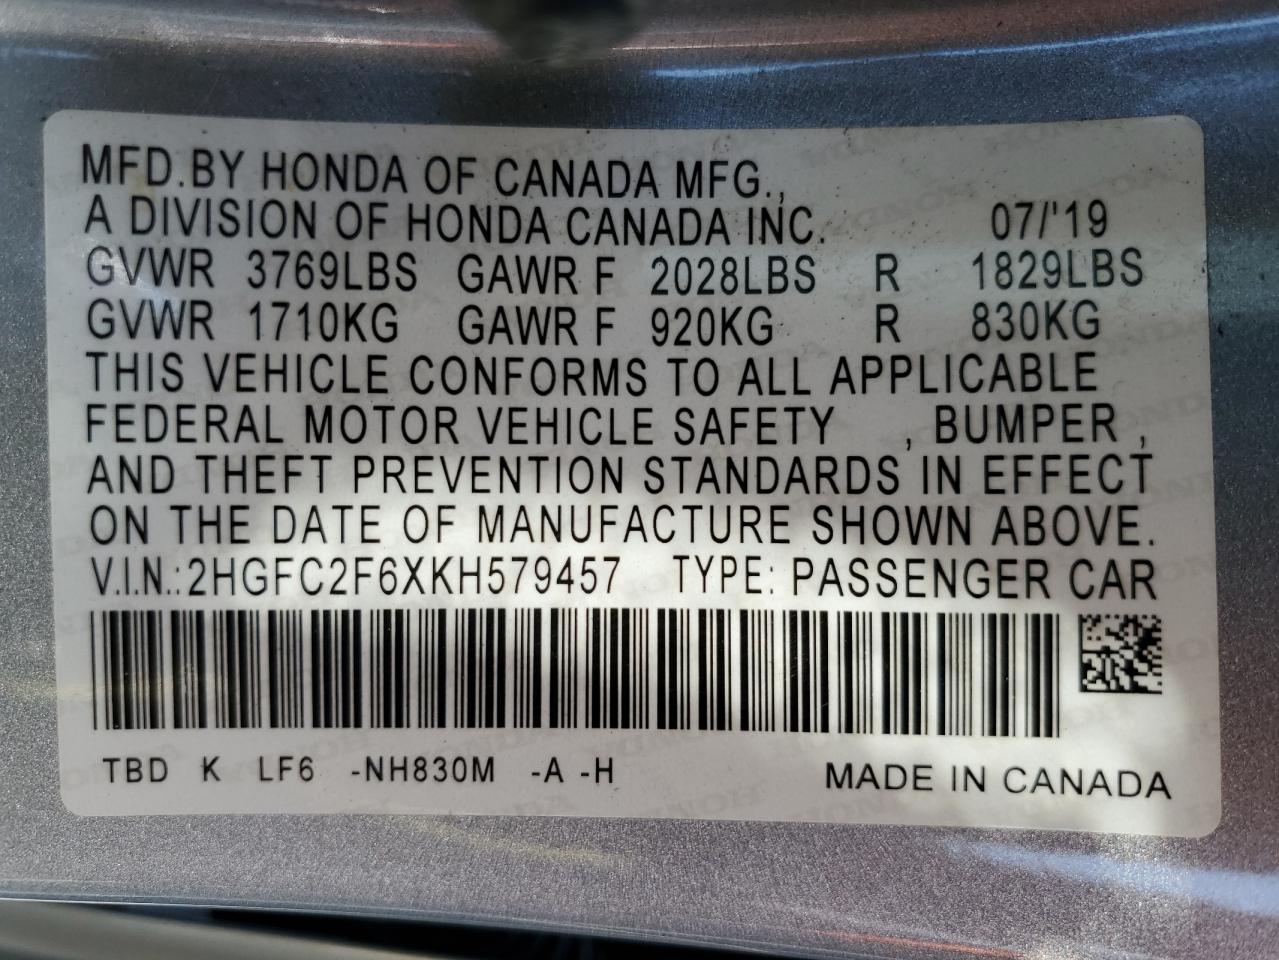 MFD.BY HONDA OF CANADA MFG.,
A DIVISION OF HONDA CANADA INC. 07/'19
GVWR 3769LBS GAWR F 2028LBS R 1829LBS
GVWR 1710KG GAWR F 920KG R 830KG
THIS VEHICLE CONFORMS TO ALL APPLICABLE
FEDERAL MOTOR VEHICLE SAFETY , BUMPER ,
AND THEFT PREVENTION STANDARDS IN EFFECT
ON THE DATE OF MANUFACTURE SHOWN ABOVE.
V.I.N.:2HGFC2F6XKH579457 TYPE: PASSENGER CAR
TBD K LF6 -NH830M -A -H MADE IN CANADA